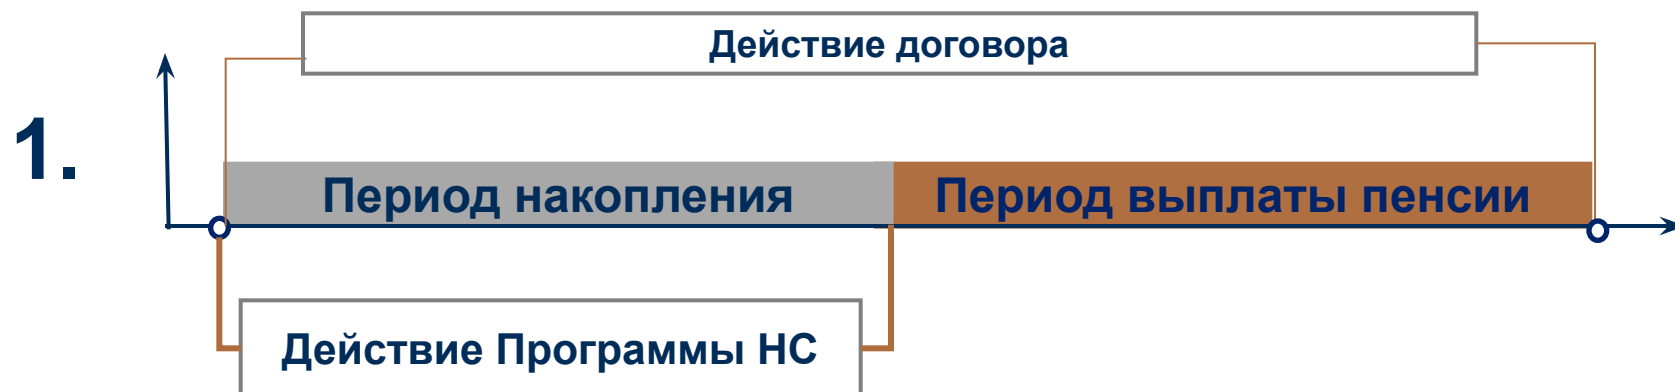 Действие договора
1.
Период накопления
Период выплаты пенсии
Действие Программы НС